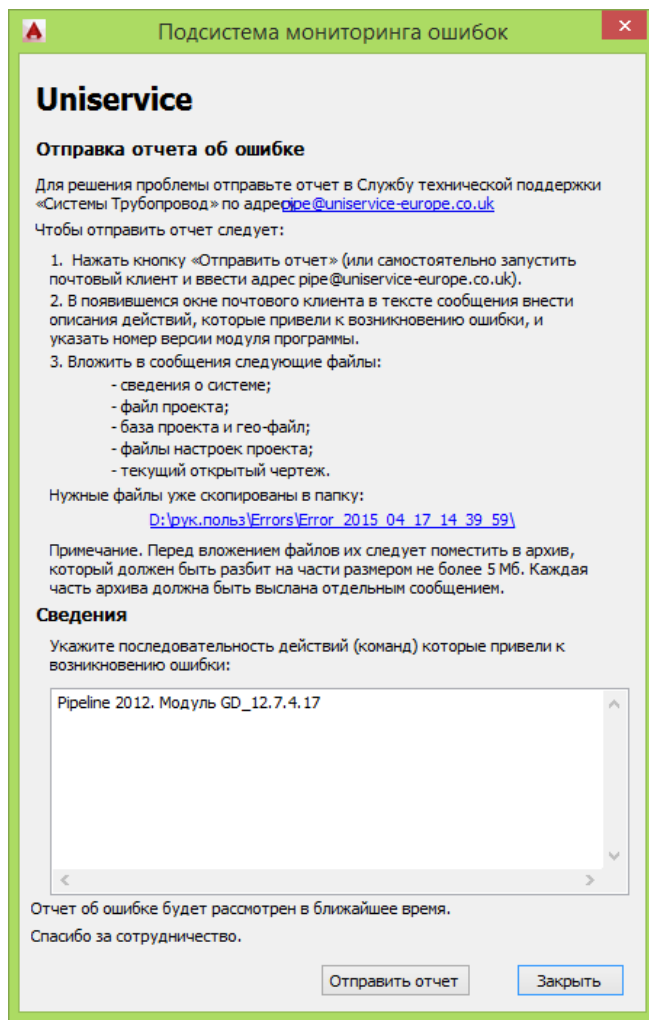 Подсистема мониторинга ошибок
Uniservice
Отправка отчета об ошибке
Для решения проблемы отправьте отчет в Службу технической поддержки
«Системы Трубопровод» по адресу pipe@uniservice-europe.co.uk
Чтобы отправить отчет следует:
1. Нажать кнопку «Отправить отчет» (или самостоятельно запустить
почтовый клиент и ввести адрес pipe@uniservice-europe.co.uk).
2. В появившемся окне почтового клиента в тексте сообщения внести
описания действий, которые привели к возникновению ошибки, и
указать номер версии модуля программы.
3. Вложить в сообщения следующие файлы:
- сведения о системе;
- файл проекта;
- база проекта и гео-файл;
- файлы настроек проекта;
- текущий открытый чертеж.
Нужные файлы уже скопированы в папку:
D:\рук.польз\Errors\Error_2015_04_17_14_39_59\
Примечание. Перед вложением файлов их следует поместить в архив,
который должен быть разбит на части размером не более 5 Мб. Каждая
часть архива должна быть выслана отдельным сообщением.
Сведения
Укажите последовательность действий (команд) которые привели к
возникновению ошибки:
Pipeline 2012. Модуль GD_12.7.4.17
Отчет об ошибке будет рассмотрен в ближайшее время.
Спасибо за сотрудничество.
Отправить отчет
Закрыть